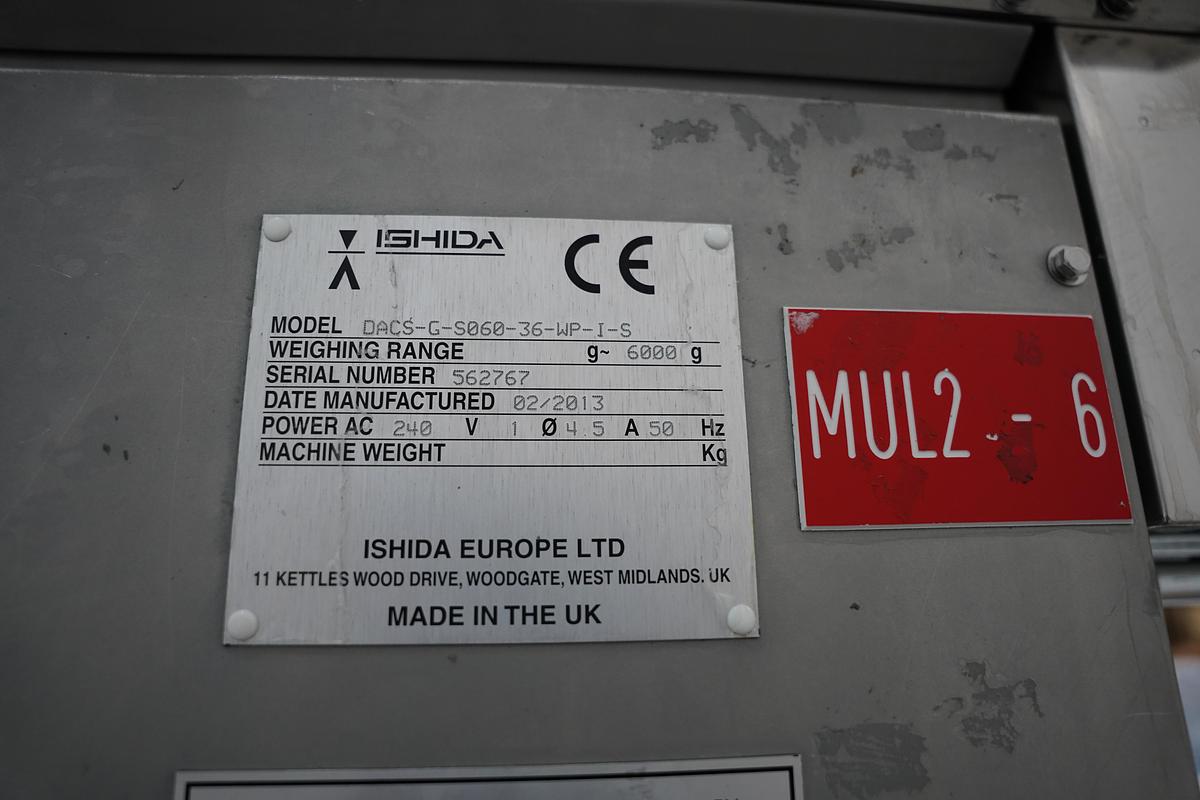 ISHIDA
CE
MODEL DACS-G-S060-36-WP-I-S
WEIGHING RANGE g~ 6000 g
SERIAL NUMBER 562767
DATE MANUFACTURED 02/2013
POWER AC 240 V 1 Ø 4.5 A 50 Hz
MACHINE WEIGHT Kg
ISHIDA EUROPE LTD
11 KETTLES WOOD DRIVE, WOODGATE, WEST MIDLANDS. UK
MADE IN THE UK
MUL2 - 6